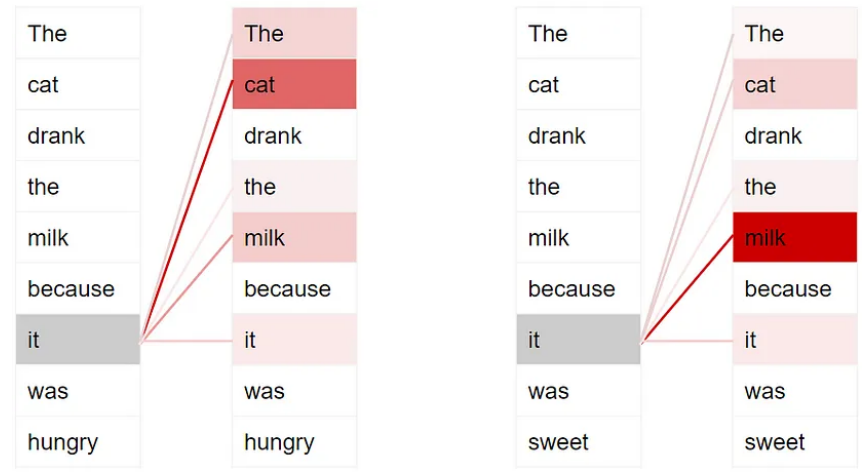 The The The The
cat cat cat cat
drank drank drank drank
the the the the
milk milk milk milk
because because because because
it it it it
was was was was
hungry hungry sweet sweet